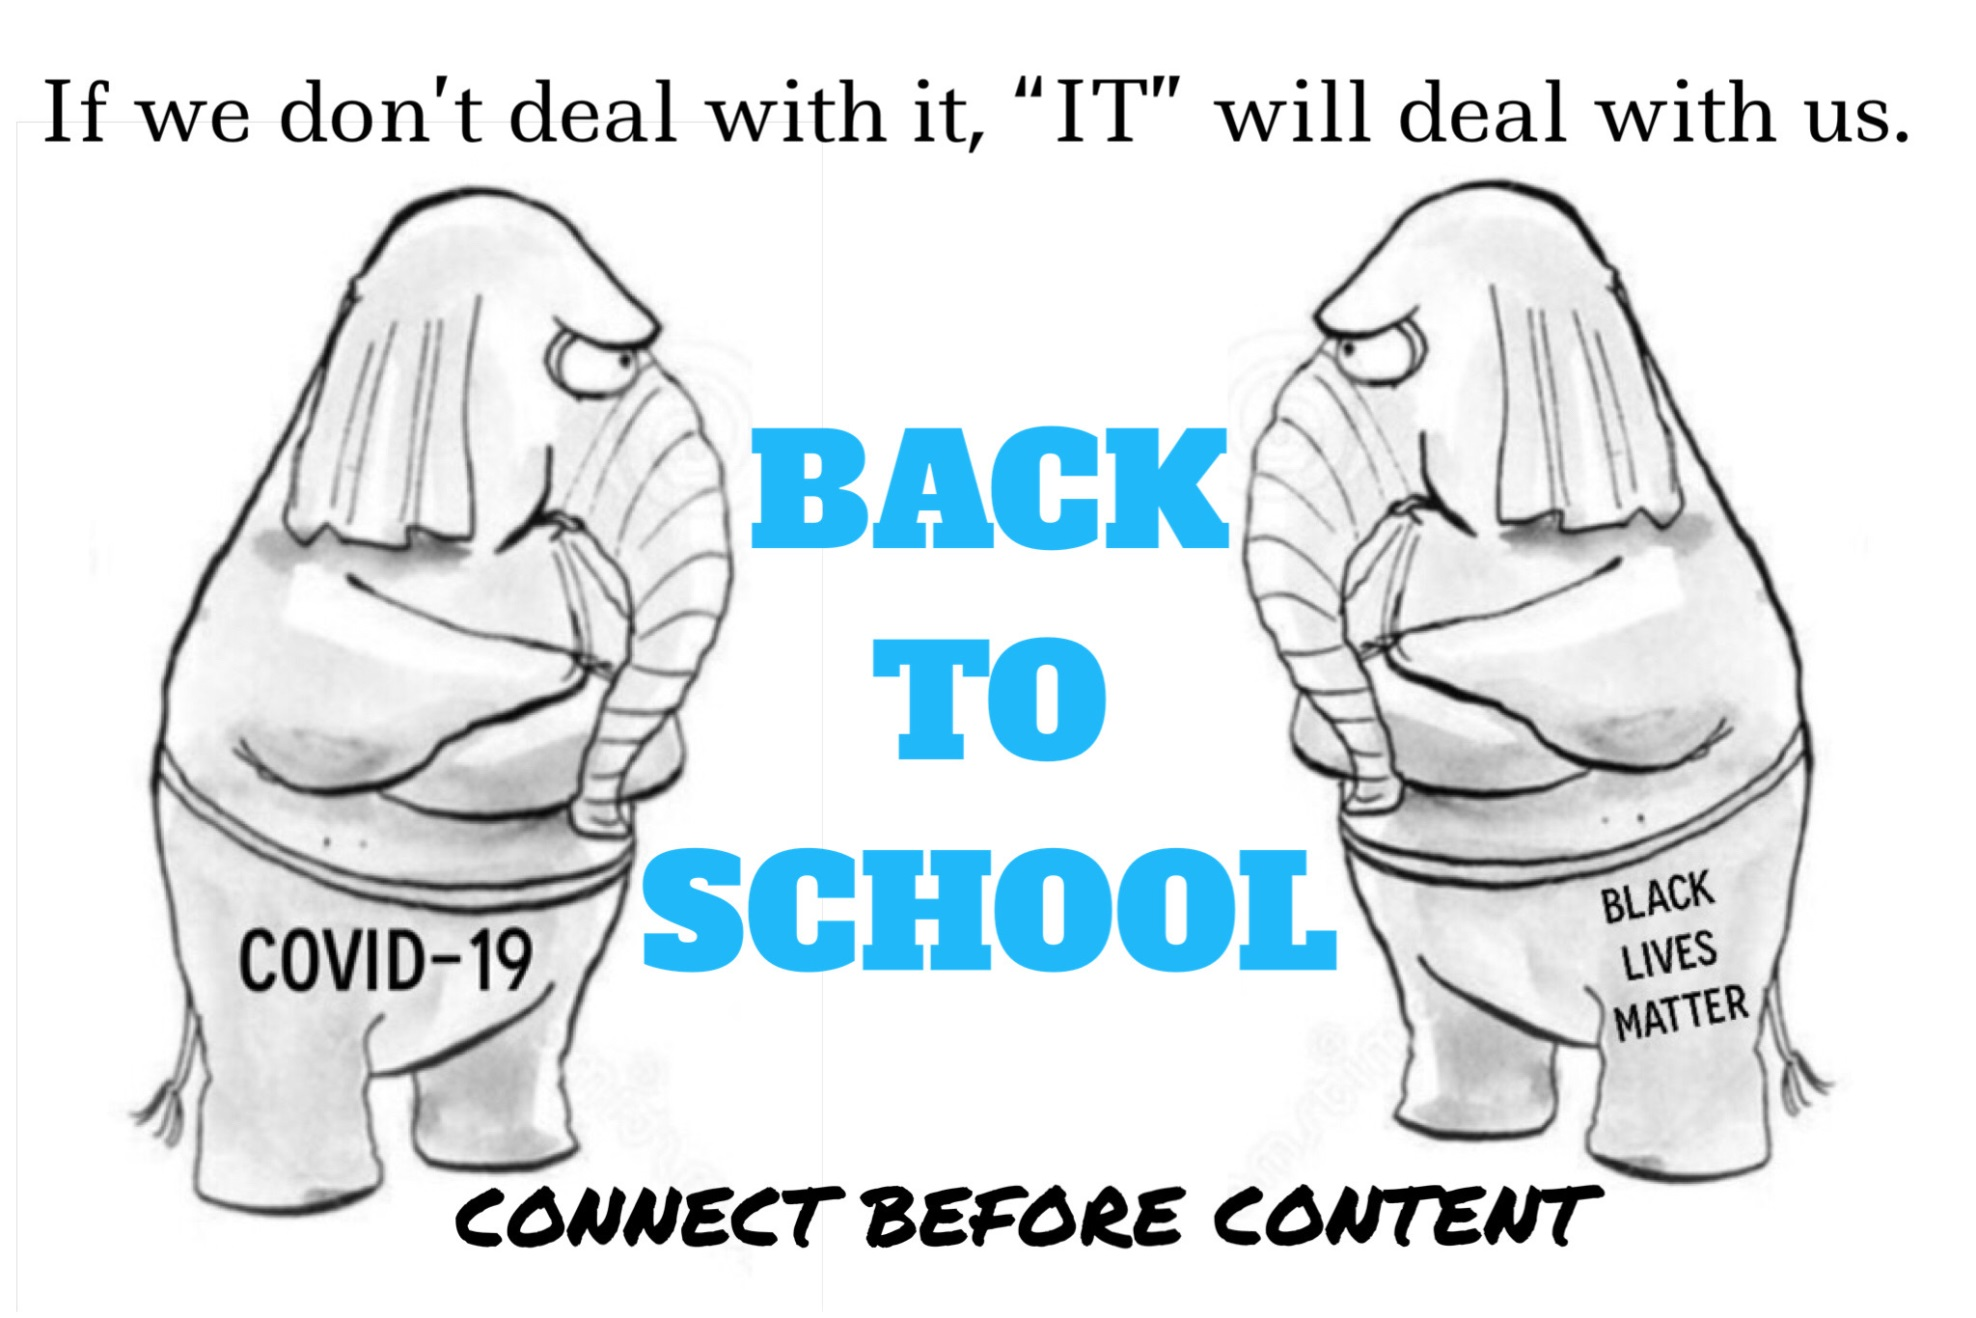 If we don't deal with it, “IT” will deal with us.
BACK
TO
SCHOOL
COVID-19
BLACK
LIVES
MATTER
CONNECT BEFORE CONTENT